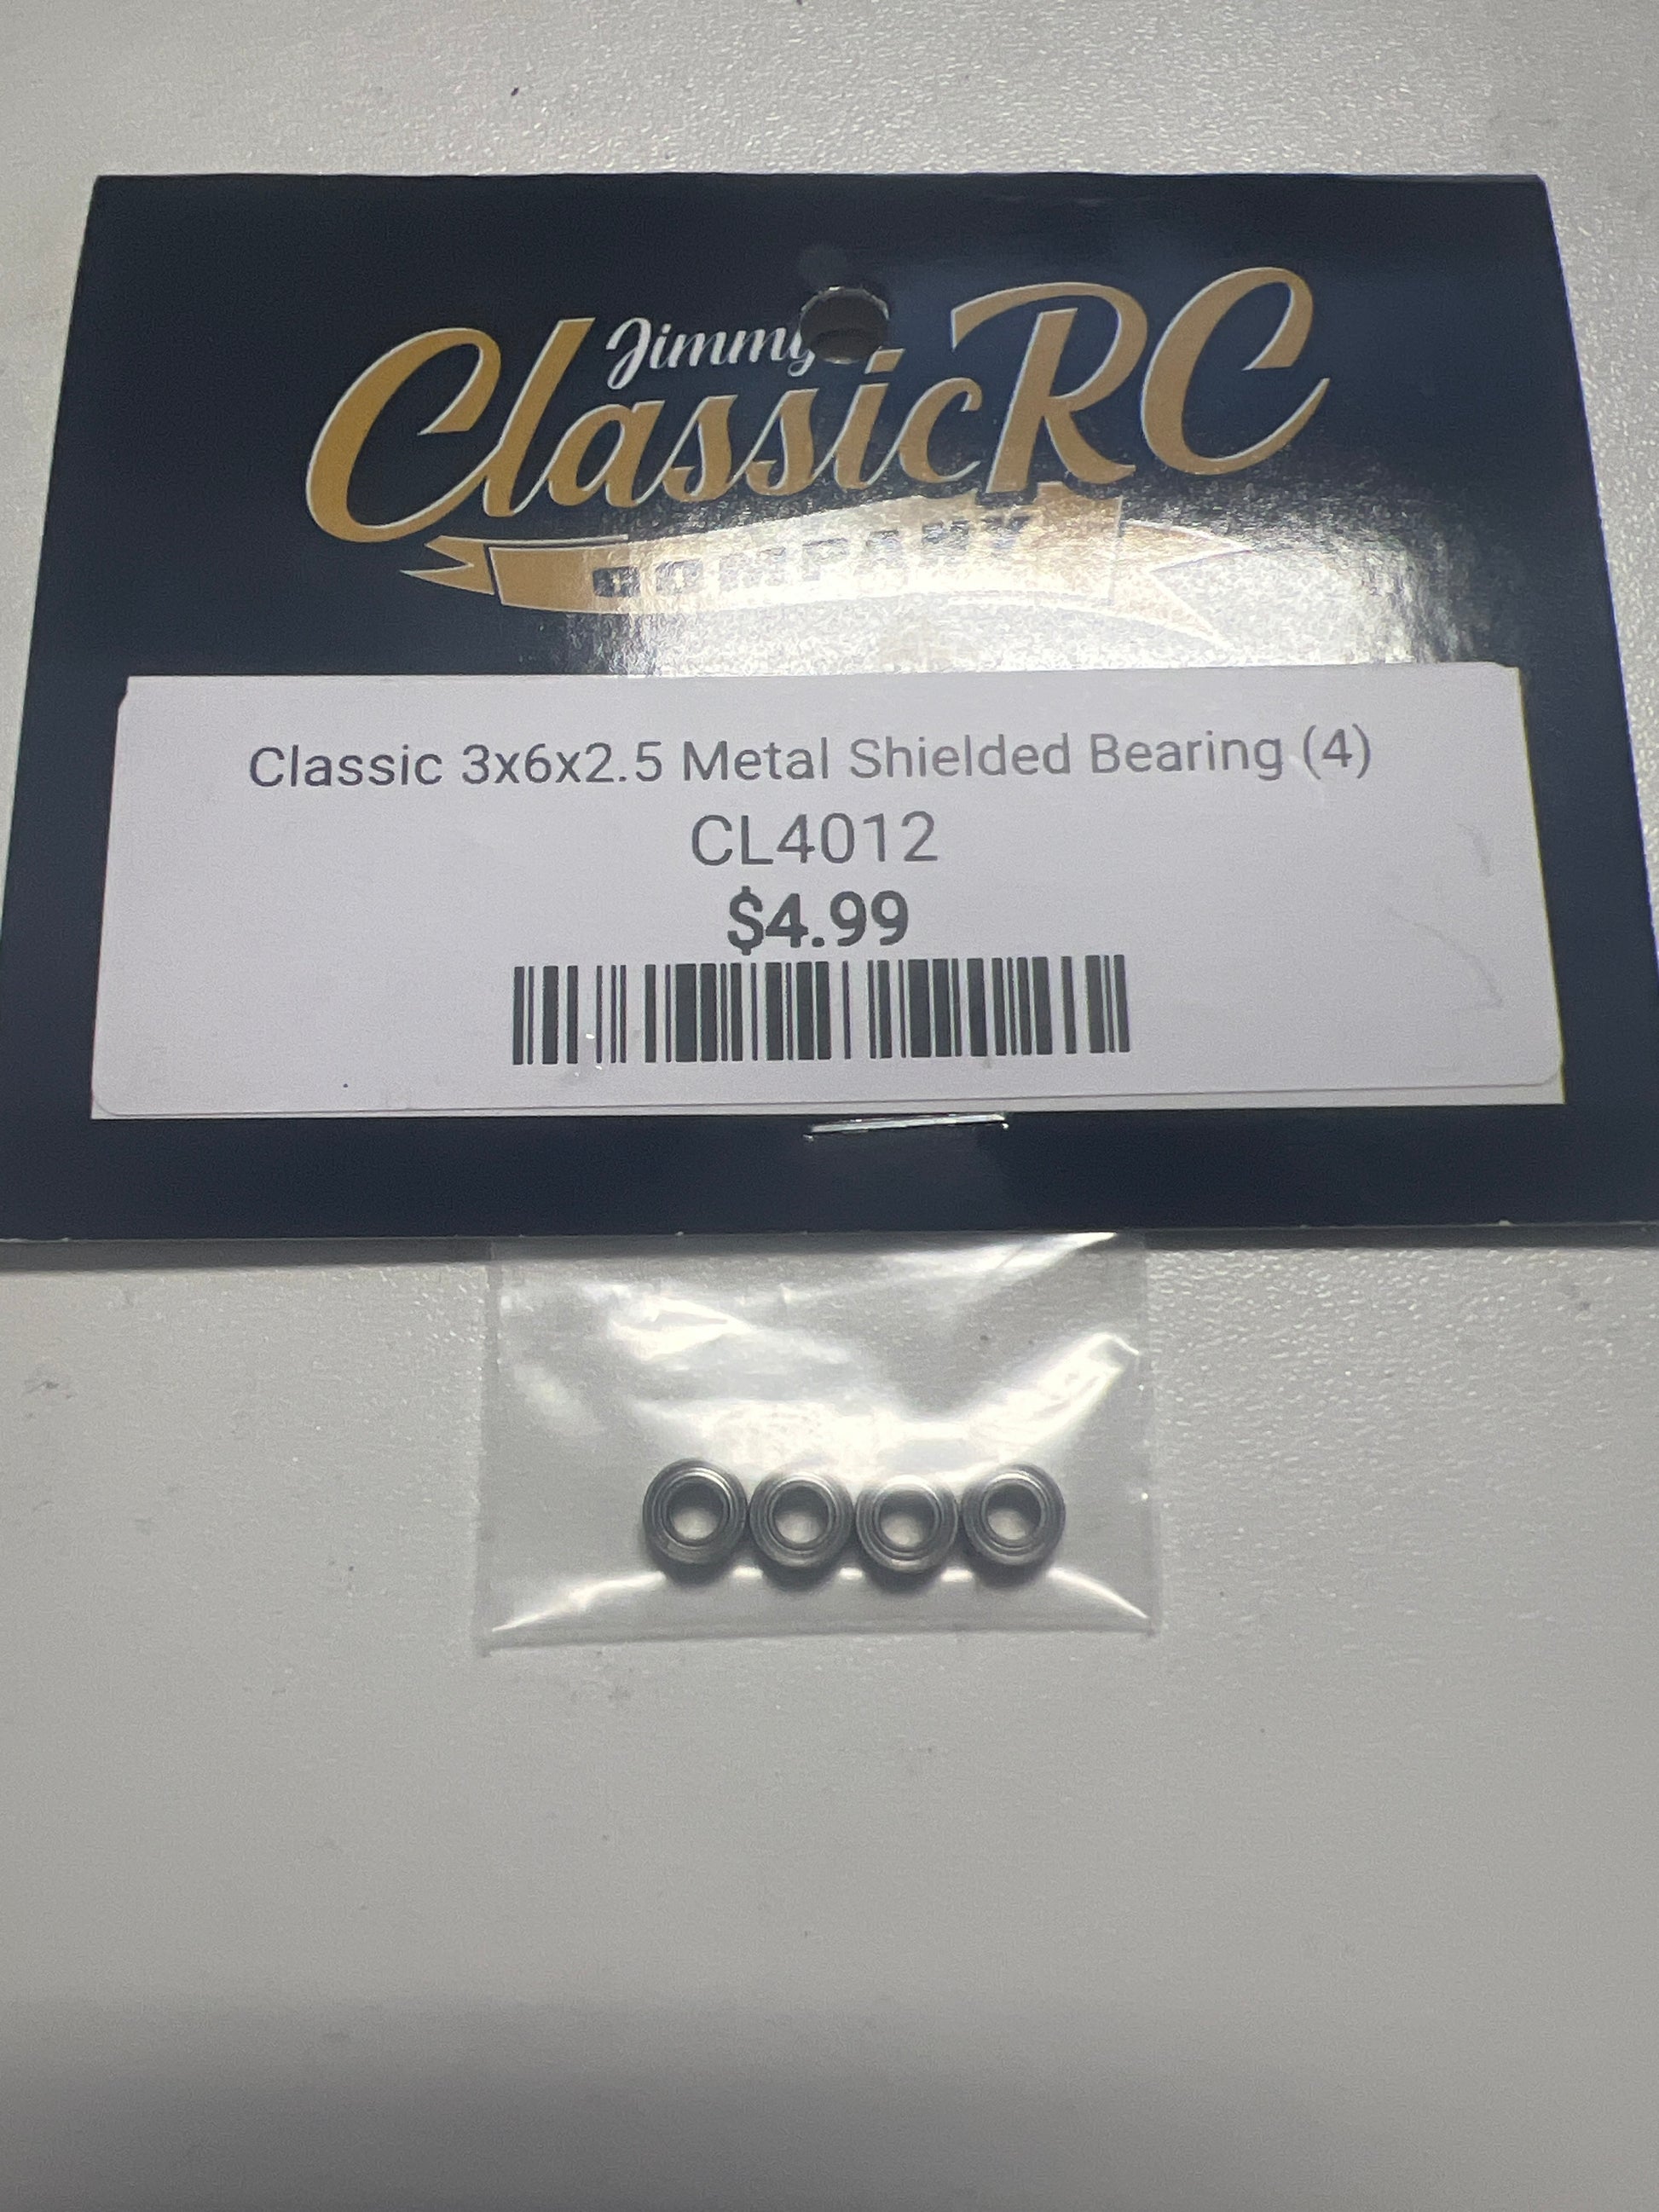 Jimmy
ClassicRC
COMPANY
Classic 3x6x2.5 Metal Shielded Bearing (4)
CL4012
$4.99